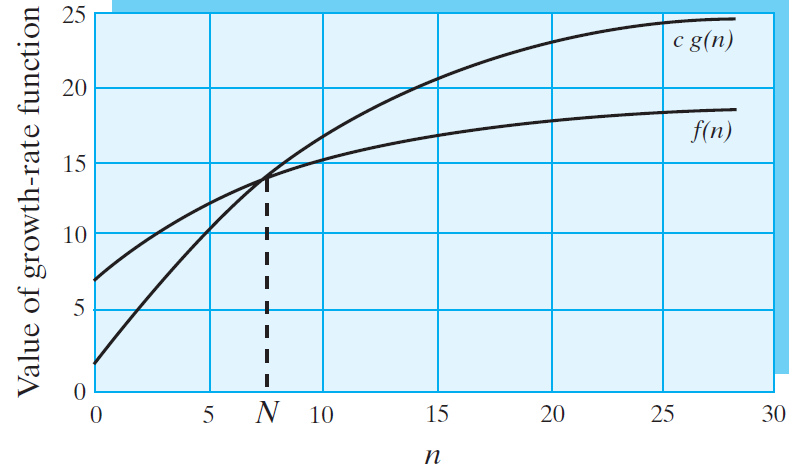 Value of growth-rate function
25
20
15
10
5
0
c g(n)
f(n)
0 5 N 10 15 20 25 30
n